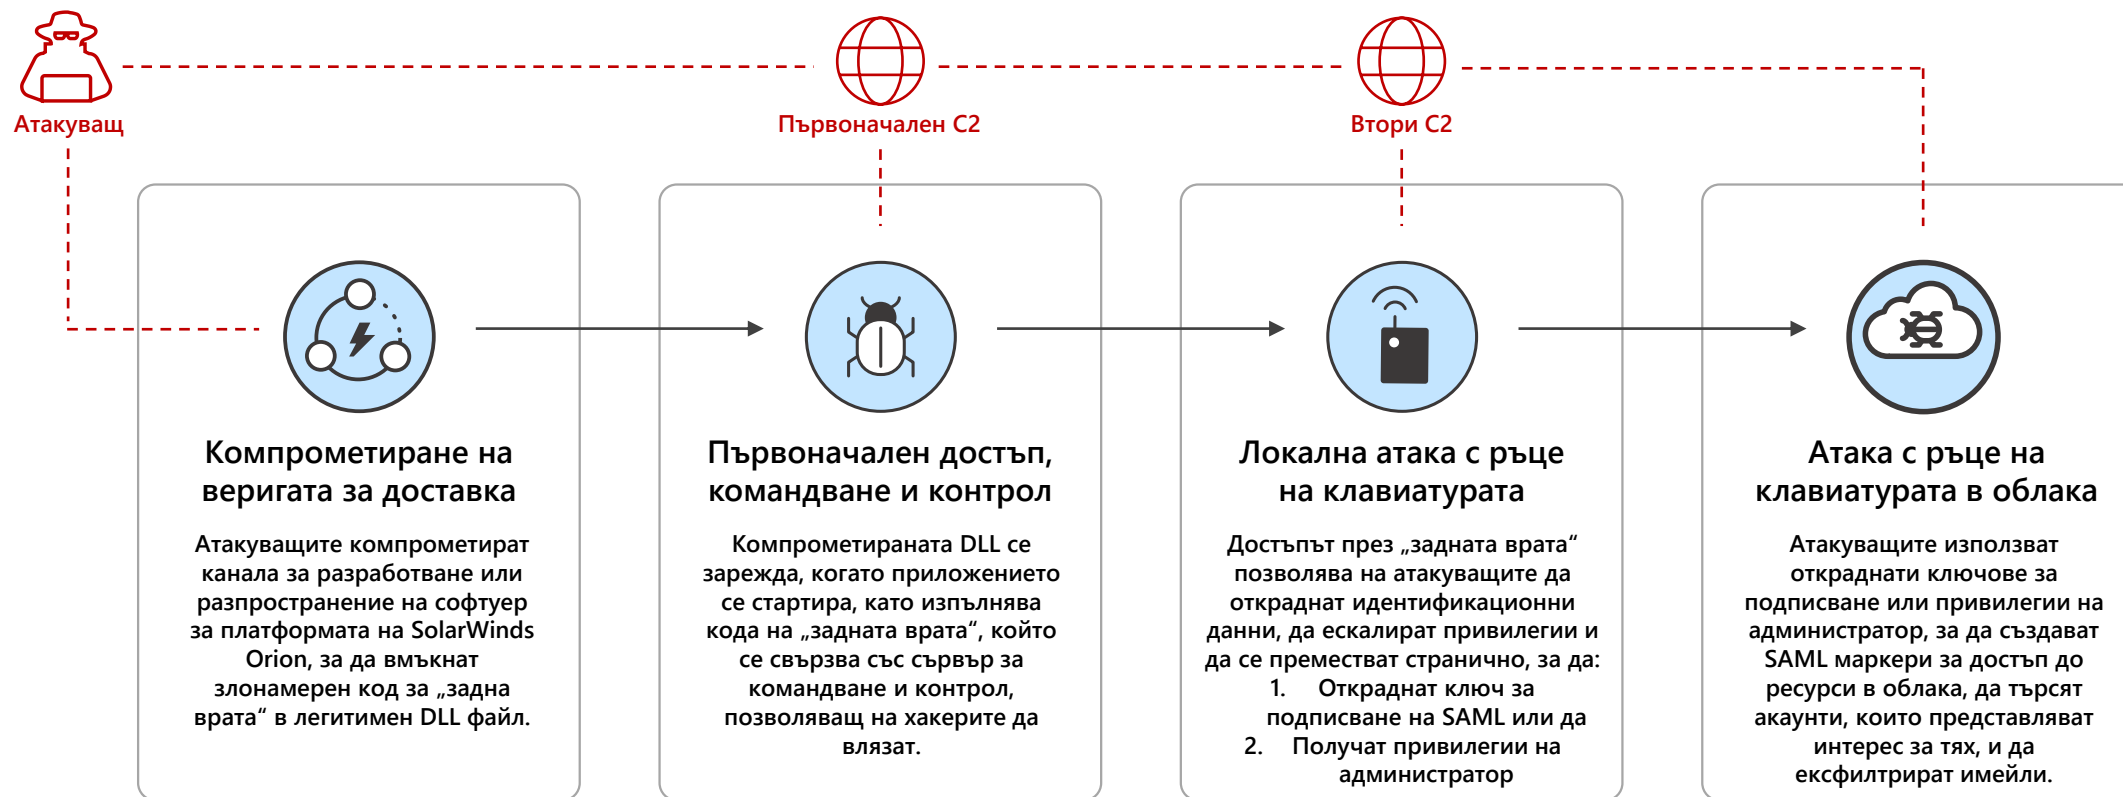 Атакуващ
Първоначален C2
Втори C2
Компрометиране на
веригата за доставка
Атакуващите компрометират
канала за разработване или
разпространение на софтуер
за платформата на SolarWinds
Orion, за да вмъкнат
злонамерен код за „задна
врата“ в легитимен DLL файл.
Първоначален достъп,
командване и контрол
Компрометираната DLL се
зарежда, когато приложението
се стартира, като изпълнява
кода на „задната врата“, който
се свързва със сървър за
командване и контрол,
позволяващ на хакерите да
влязат.
Локална атака с ръце
на клавиатурата
Достъпът през „задната врата“
позволява на атакуващите да
откраднат идентификационни
данни, да ескалират привилегии и
да се преместват странично, за да:
1. Откраднат ключ за
подписване на SAML или да
2. Получат привилегии на
администратор
Атака с ръце на
клавиатурата в облака
Атакуващите използват
откраднати ключове за
подписване или привилегии на
администратор, за да създават
SAML маркери за достъп до
ресурси в облака, да търсят
акаунти, които представляват
интерес за тях, и да
ексфилтрират имейли.